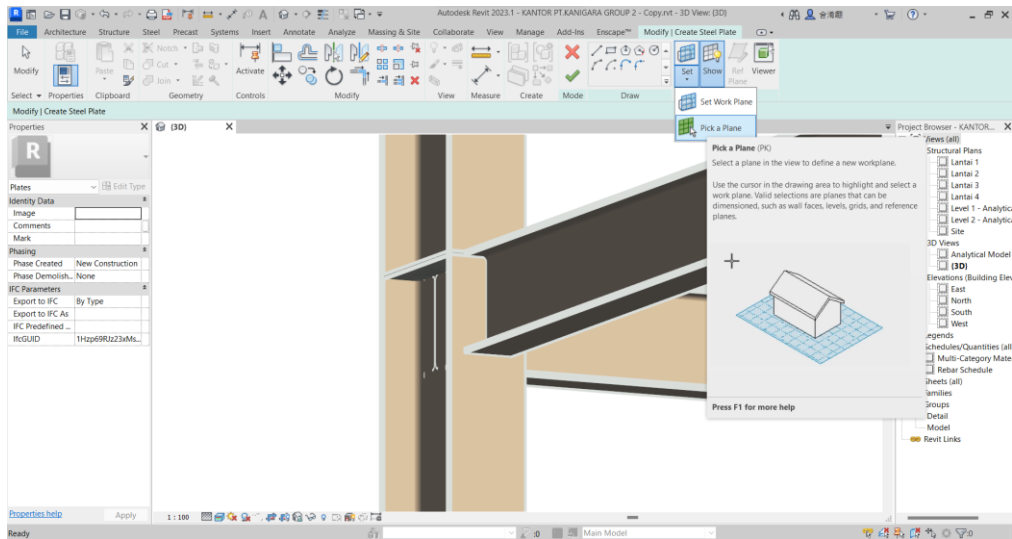 Autodesk Revit 2023.1 - KANTOR PT.KANIGARA GROUP 2 - Copy.rvt - 3D View: {3D}
File Architecture Structure Steel Precast Systems Insert Annotate Analyze Massing & Site Collaborate View Manage Add-Ins Enscape™ Modify | Create Steel Plate
Modify
Paste
Notch
Cut
Join
Activate
Set
Show
Ref
Plane
Viewer
Select Properties Clipboard Geometry Controls Modify View Measure Create Mode Draw
Set Work Plane
Pick a Plane
Modify | Create Steel Plate
Properties
R
Plates
Edit Type
Identity Data
Image
Comments
Mark
Phasing
Phase Created New Construction
Phase Demolish... None
IFC Parameters
Export to IFC By Type
Export to IFC As
IFC Predefined ...
IfcGUID 1Hzp69RJz23xMs...
Properties help
Apply
{3D}
Pick a Plane (PK)
Select a plane in the view to define a new workplane.
Use the cursor in the drawing area to highlight and select a
work plane. Valid selections are planes that can be
dimensioned, such as wall faces, levels, grids, and reference
planes.
Press F1 for more help
Project Browser - KANTOR...
Views (all)
Structural Plans
Lantai 1
Lantai 2
Lantai 3
Lantai 4
Level 1 - Analytica
Level 2 - Analytica
Site
3D Views
Analytical Model
{3D}
Elevations (Building Elev
East
North
South
West
egends
chedules/Quantities (all
Multi-Category Mate
Rebar Schedule
heets (all)
amilies
roups
Detail
Model
Revit Links
1 : 100
Ready
:0
Main Model
:0